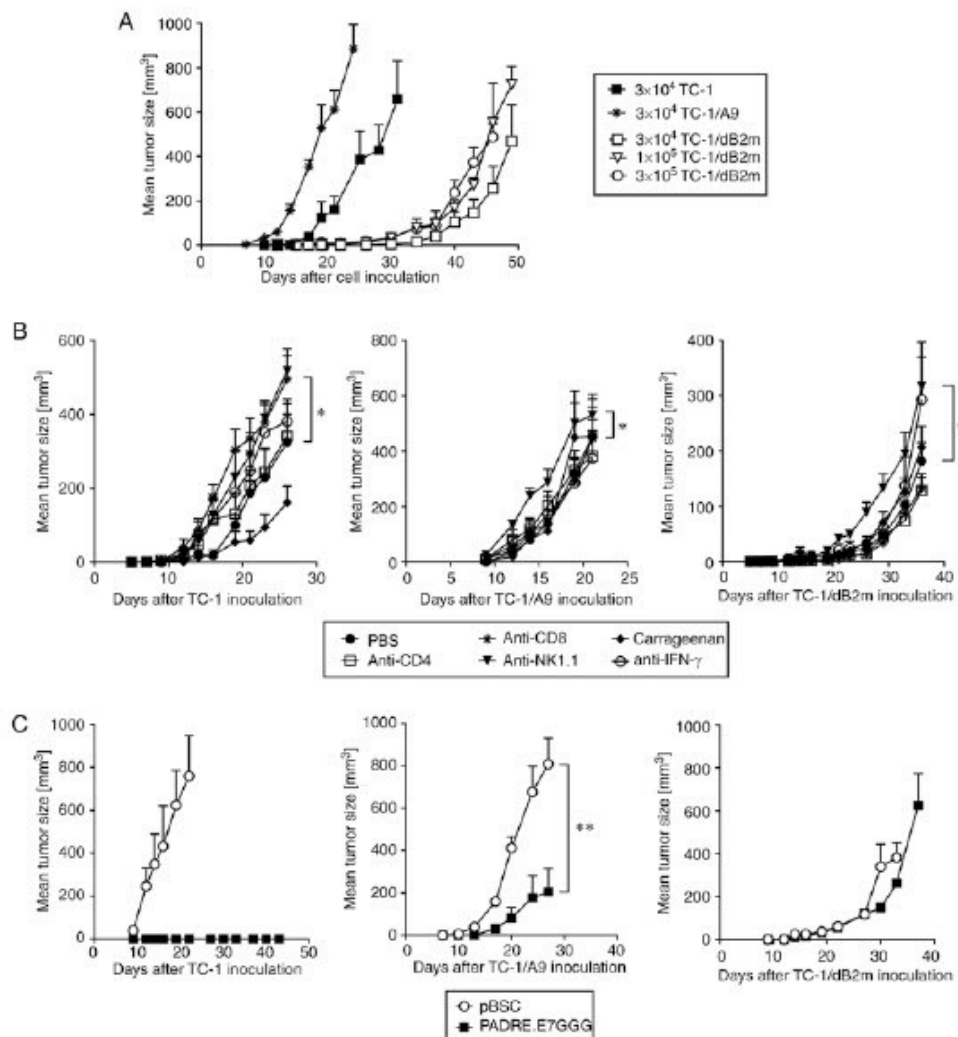 A
Mean tumor size [mm³]
1000
800
600
400
200
0
0 10 20 30 40 50
Days after cell inoculation
3×10⁴ TC-1
3×10⁴ TC-1/A9
3×10⁴ TC-1/dB2m
1×10⁵ TC-1/dB2m
3×10⁵ TC-1/dB2m
B
Mean tumor size [mm³]
600
400
200
0
0 10 20 30
Days after TC-1 inoculation
*
Mean tumor size [mm³]
800
600
400
200
0
0 5 10 15 20 25
Days after TC-1/A9 inoculation
*
Mean tumor size [mm³]
400
300
200
100
0
0 10 20 30 40
Days after TC-1/dB2m inoculation
PBS
Anti-CD8
Carrageenan
Anti-CD4
Anti-NK1.1
anti-IFN-γ
C
Mean tumor size [mm³]
1000
800
600
400
200
0
0 10 20 30 40 50
Days after TC-1 inoculation
Mean tumor size [mm³]
1000
800
600
400
200
0
0 10 20 30 40
Days after TC-1/A9 inoculation
**
Mean tumor size [mm³]
1000
800
600
400
200
0
0 10 20 30 40
Days after TC-1/dB2m inoculation
pBSC
PADRE.E7GGG